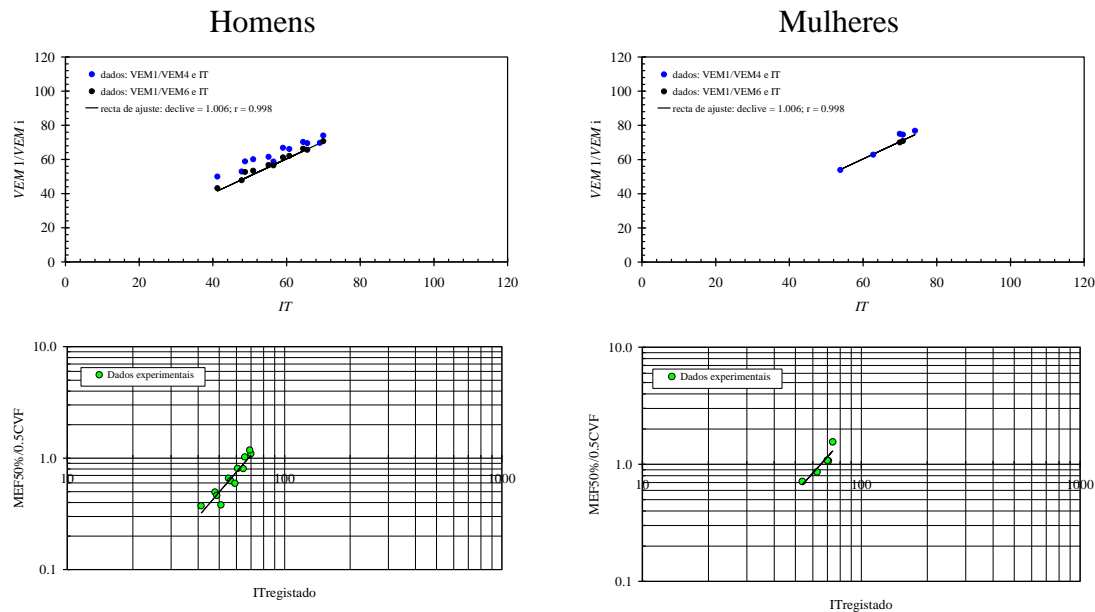 Homens
Mulheres
120
100
80
60
40
20
0
VEM 1/VEM i
dados: VEM1/VEM4 e IT
dados: VEM1/VEM6 e IT
recta de ajuste: declive = 1.006; r = 0.998
0 20 40 60 80 100 120
IT
120
100
80
60
40
20
0
VEM 1/VEM i
dados: VEM1/VEM4 e IT
dados: VEM1/VEM6 e IT
recta de ajuste: declive = 1.006; r = 0.998
0 20 40 60 80 100 120
IT
10.0
1.0
0.1
MEF50%/0.5CVF
Dados experimentais
10 100 1000
ITregistado
10.0
1.0
0.1
MEF50%/0.5CVF
Dados experimentais
10 100 1000
ITregistado